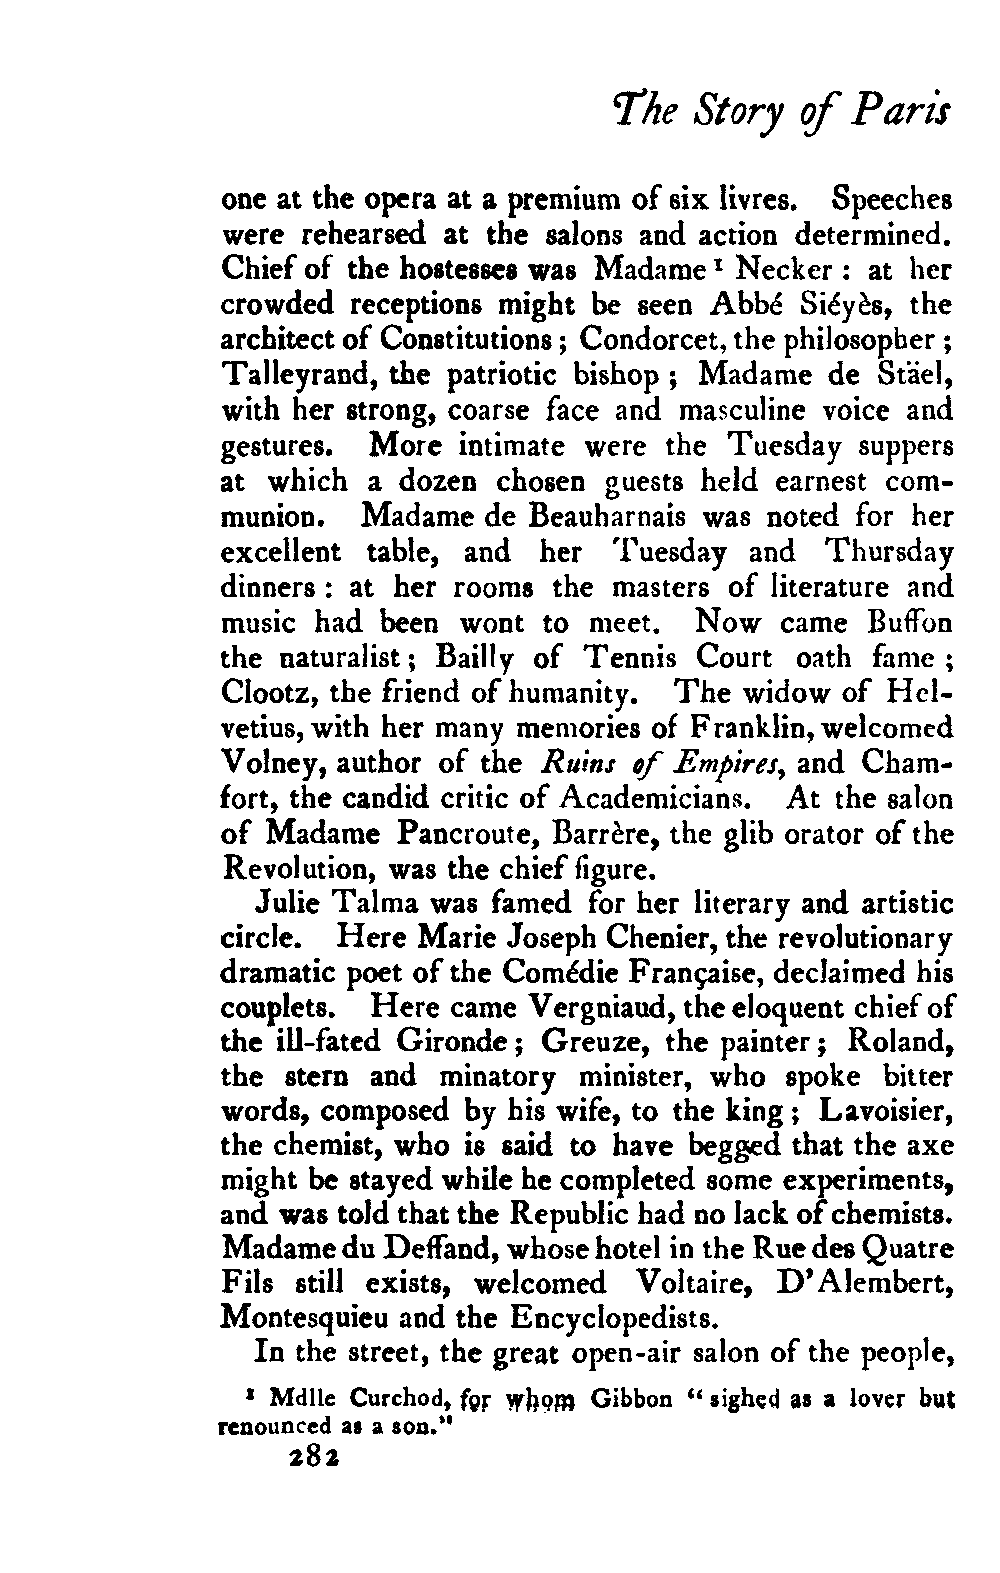 The Story of Paris
one at the opera at a premium of six livres. Speeches
were rehearsed at the salons and action determined.
Chief of the hostesses was Madame¹ Necker : at her
crowded receptions might be seen Abbé Siéyès, the
architect of Constitutions ; Condorcet, the philosopher ;
Talleyrand, the patriotic bishop ; Madame de Stäel,
with her strong, coarse face and masculine voice and
gestures. More intimate were the Tuesday suppers
at which a dozen chosen guests held earnest com-
munion. Madame de Beauharnais was noted for her
excellent table, and her Tuesday and Thursday
dinners : at her rooms the masters of literature and
music had been wont to meet. Now came Buffon
the naturalist ; Bailly of Tennis Court oath fame ;
Clootz, the friend of humanity. The widow of Hel-
vetius, with her many memories of Franklin, welcomed
Volney, author of the Ruins of Empires, and Cham-
fort, the candid critic of Academicians. At the salon
of Madame Pancroute, Barrère, the glib orator of the
Revolution, was the chief figure.
Julie Talma was famed for her literary and artistic
circle. Here Marie Joseph Chenier, the revolutionary
dramatic poet of the Comédie Française, declaimed his
couplets. Here came Vergniaud, the eloquent chief of
the ill-fated Gironde ; Greuze, the painter ; Roland,
the stern and minatory minister, who spoke bitter
words, composed by his wife, to the king ; Lavoisier,
the chemist, who is said to have begged that the axe
might be stayed while he completed some experiments,
and was told that the Republic had no lack of chemists.
Madame du Deffand, whose hotel in the Rue des Quatre
Fils still exists, welcomed Voltaire, D'Alembert,
Montesquieu and the Encyclopedists.
In the street, the great open-air salon of the people,
¹ Mdlle Curchod, for whom Gibbon "sighed as a lover but
renounced as a son."
282